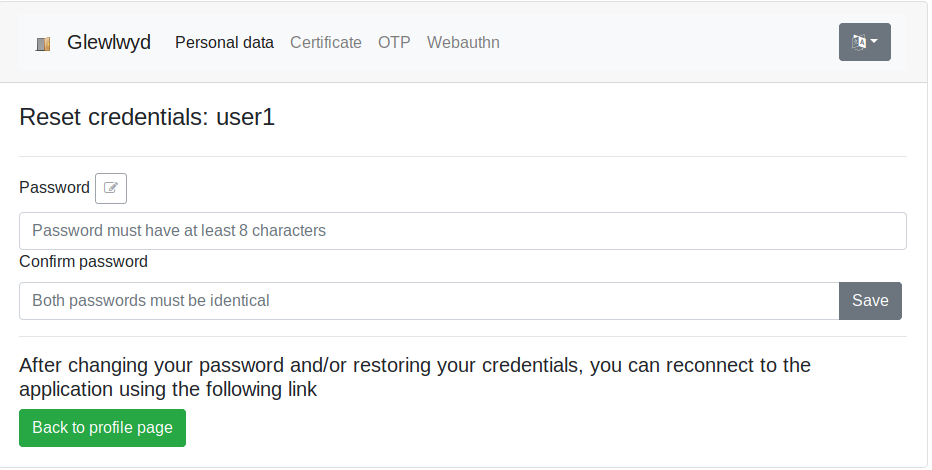 Glewlwyd Personal data Certificate OTP Webauthn
Reset credentials: user1
Password
Password must have at least 8 characters
Confirm password
Both passwords must be identical Save
After changing your password and/or restoring your credentials, you can reconnect to the
application using the following link
Back to profile page